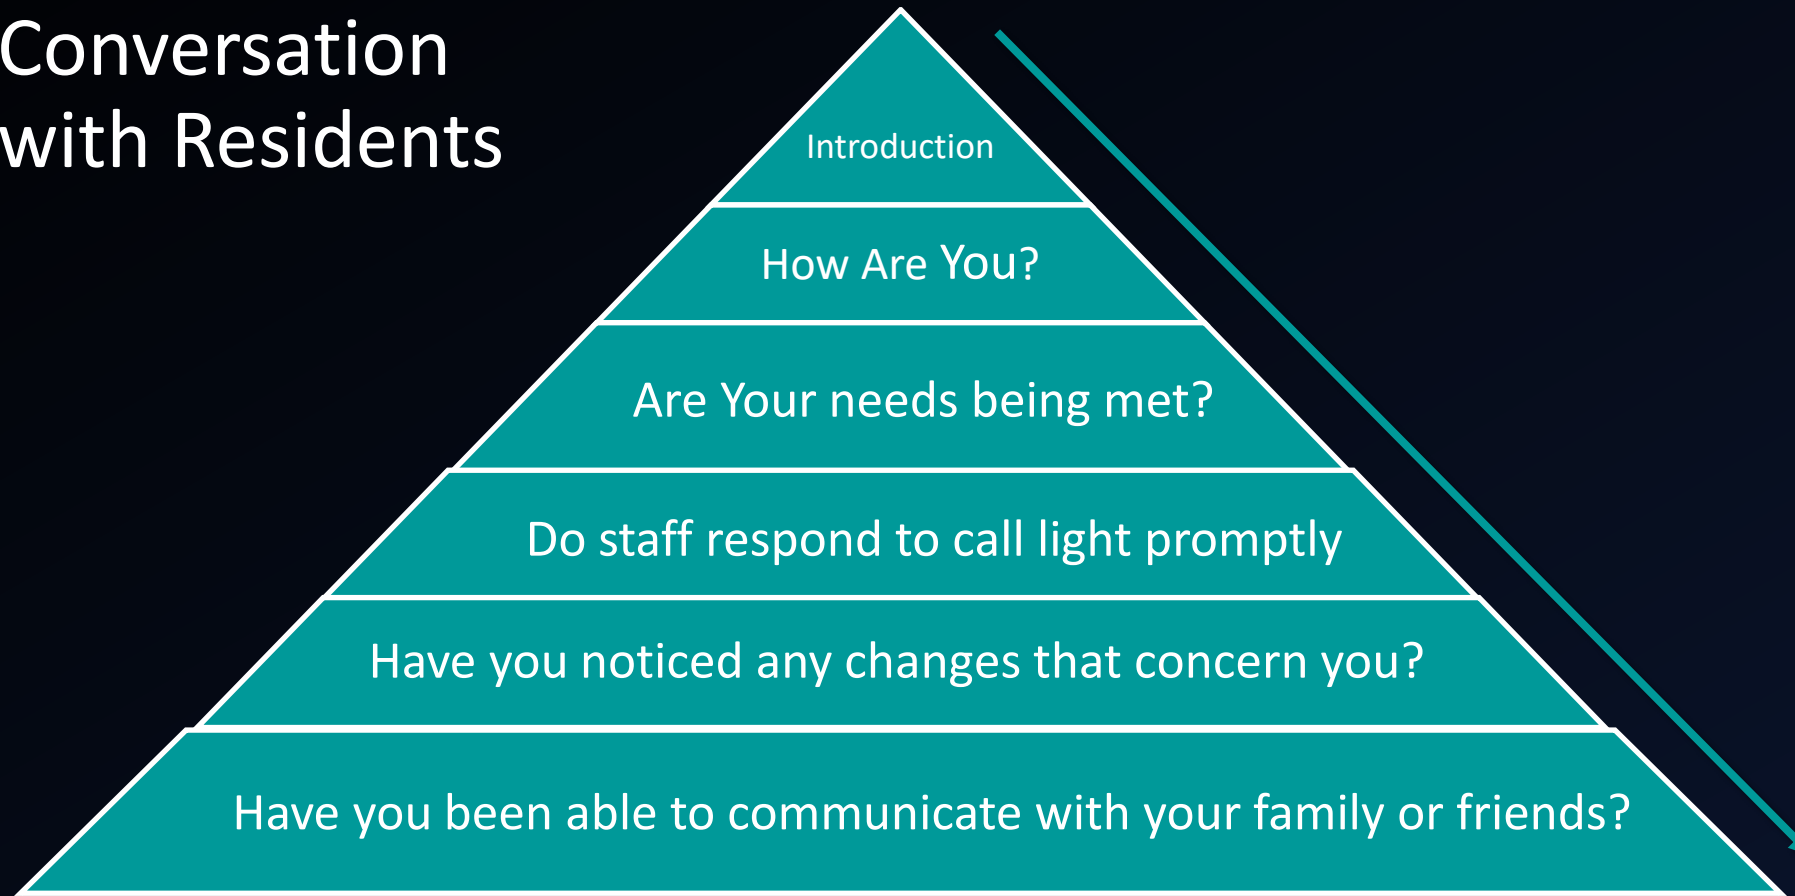 Conversation
with Residents
Introduction
How Are You?
Are Your needs being met?
Do staff respond to call light promptly
Have you noticed any changes that concern you?
Have you been able to communicate with your family or friends?